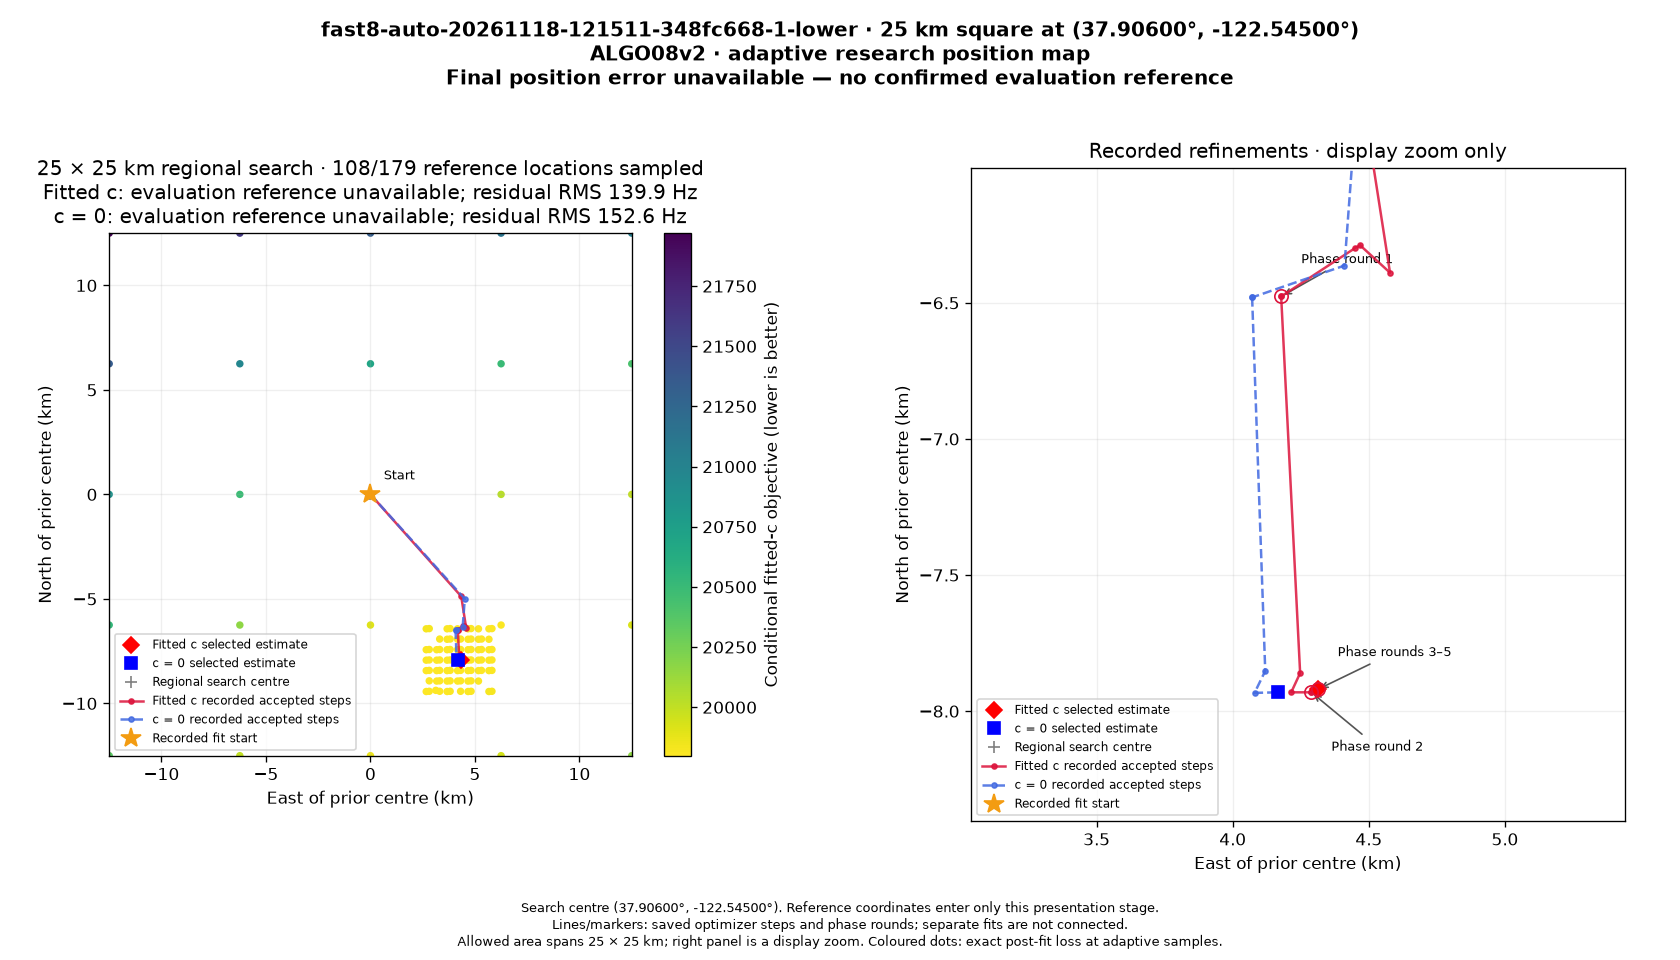 fast8-auto-20261118-121511-348fc668-1-lower · 25 km square at (37.90600°, -122.54500°)
ALGO08v2 · adaptive research position map
Final position error unavailable — no confirmed evaluation reference
25 × 25 km regional search · 108/179 reference locations sampled
Fitted c: evaluation reference unavailable; residual RMS 139.9 Hz
c = 0: evaluation reference unavailable; residual RMS 152.6 Hz
North of prior centre (km)
10
5
0
−5
−10
Start
Fitted c selected estimate
c = 0 selected estimate
Regional search centre
Fitted c recorded accepted steps
c = 0 recorded accepted steps
Recorded fit start
−10
−5
0
5
10
East of prior centre (km)
21750
21500
21250
21000
20750
20500
20250
20000
Conditional fitted-c objective (lower is better)
Recorded refinements · display zoom only
North of prior centre (km)
−6.5
−7.0
−7.5
−8.0
Phase round 1
Phase rounds 3–5
Phase round 2
Fitted c selected estimate
c = 0 selected estimate
Regional search centre
Fitted c recorded accepted steps
c = 0 recorded accepted steps
Recorded fit start
3.5
4.0
4.5
5.0
East of prior centre (km)
Search centre (37.90600°, -122.54500°). Reference coordinates enter only this presentation stage.
Lines/markers: saved optimizer steps and phase rounds; separate fits are not connected.
Allowed area spans 25 × 25 km; right panel is a display zoom. Coloured dots: exact post-fit loss at adaptive samples.